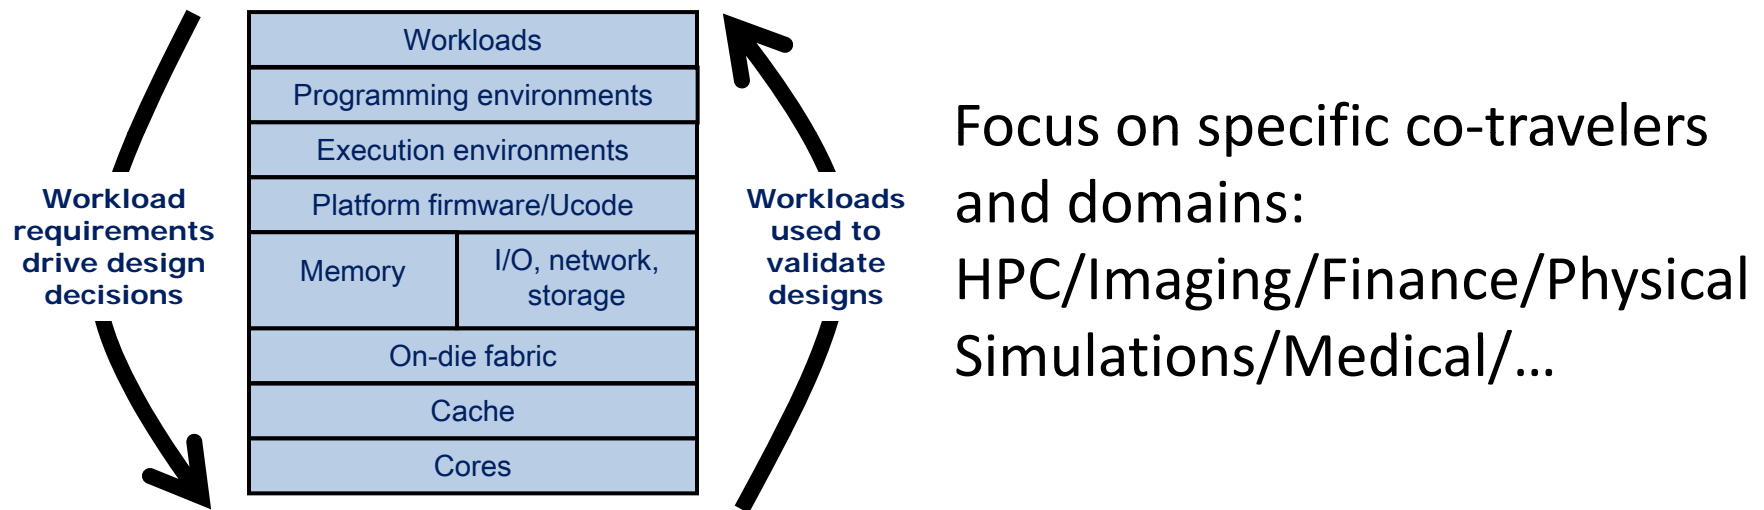 Workloads
Programming environments
Execution environments
Platform firmware/Ucode
Memory
I/O, network,
storage
On-die fabric
Cache
Cores
Workload
requirements
drive design
decisions
Workloads
used to
validate
designs
Focus on specific co-travelers
and domains:
HPC/Imaging/Finance/Physical
Simulations/Medical/…